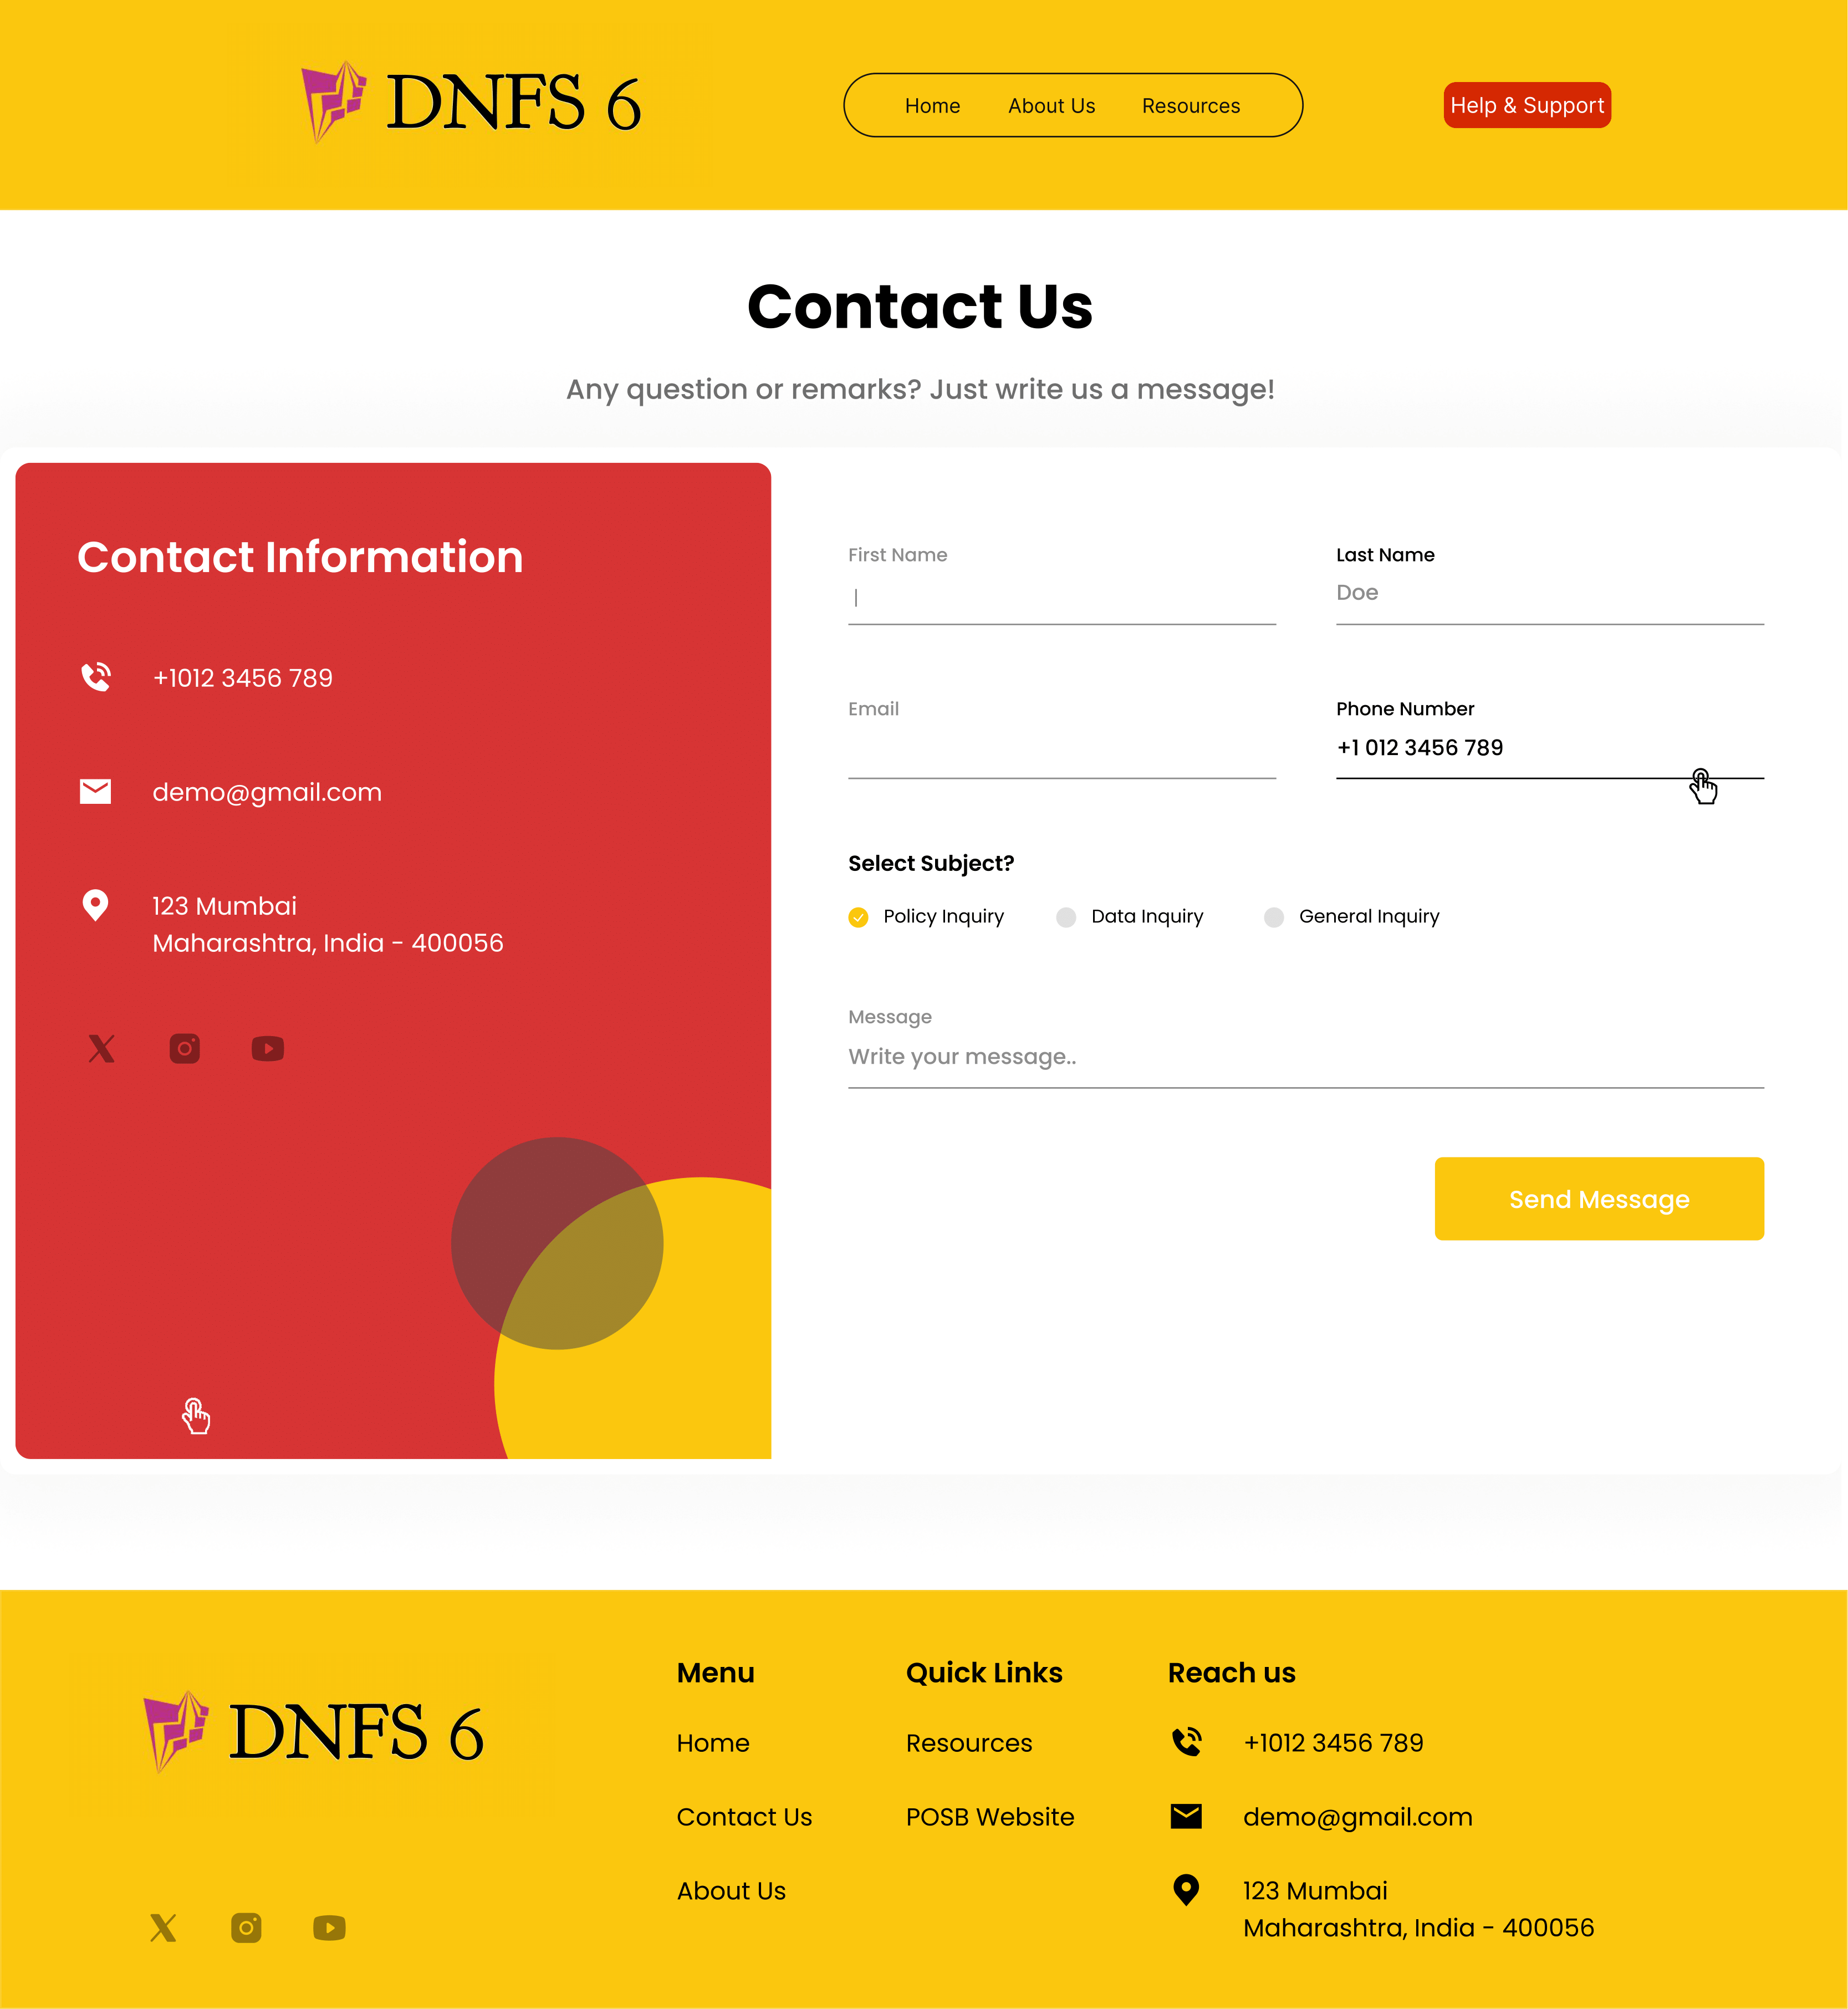 DNFS 6
Home About Us Resources
Help & Support
Contact Us
Any question or remarks? Just write us a message!
Contact Information
+1012 3456 789
demo@gmail.com
123 Mumbai
Maharashtra, India - 400056
First Name
Last Name
Doe
Email
Phone Number
+1 012 3456 789
Select Subject?
Policy Inquiry Data Inquiry General Inquiry
Message
Write your message..
Send Message
DNFS 6
Menu
Home
Contact Us
About Us
Quick Links
Resources
POSB Website
Reach us
+1012 3456 789
demo@gmail.com
123 Mumbai
Maharashtra, India - 400056